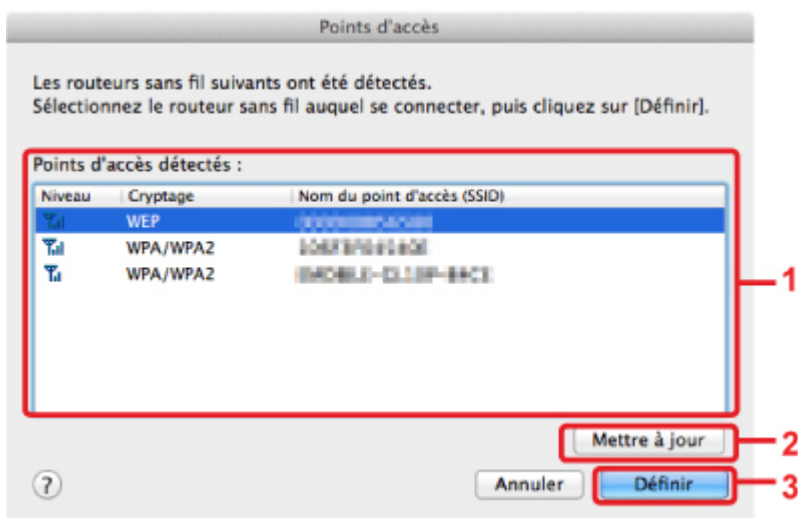 Points d'accès
Les routeurs sans fil suivants ont été détectés.
Sélectionnez le routeur sans fil auquel se connecter, puis cliquez sur [Définir].
Points d'accès détectés :
Niveau Cryptage Nom du point d'accès (SSID)
WEP
WPA/WPA2
WPA/WPA2
1
Mettre à jour 2
? Annuler Définir 3